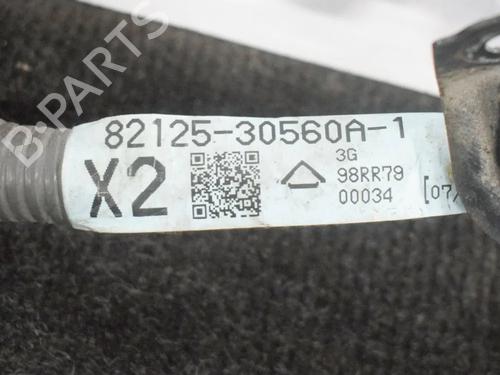 B-PARTS
82125-30560A-1
X2
3G
98RR79
00034 [07/